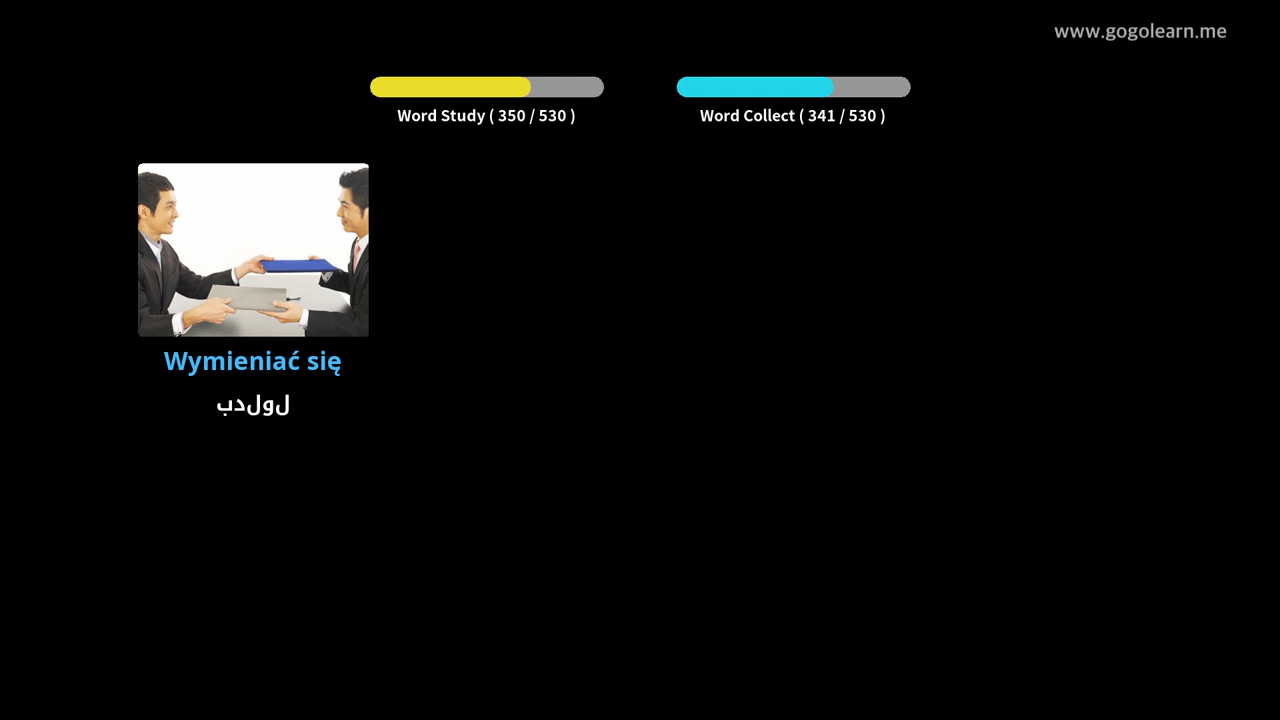 www.gogolearn.me
Word Study ( 350 / 530 )
Word Collect ( 341 / 530 )
Wymieniać się
لولدب